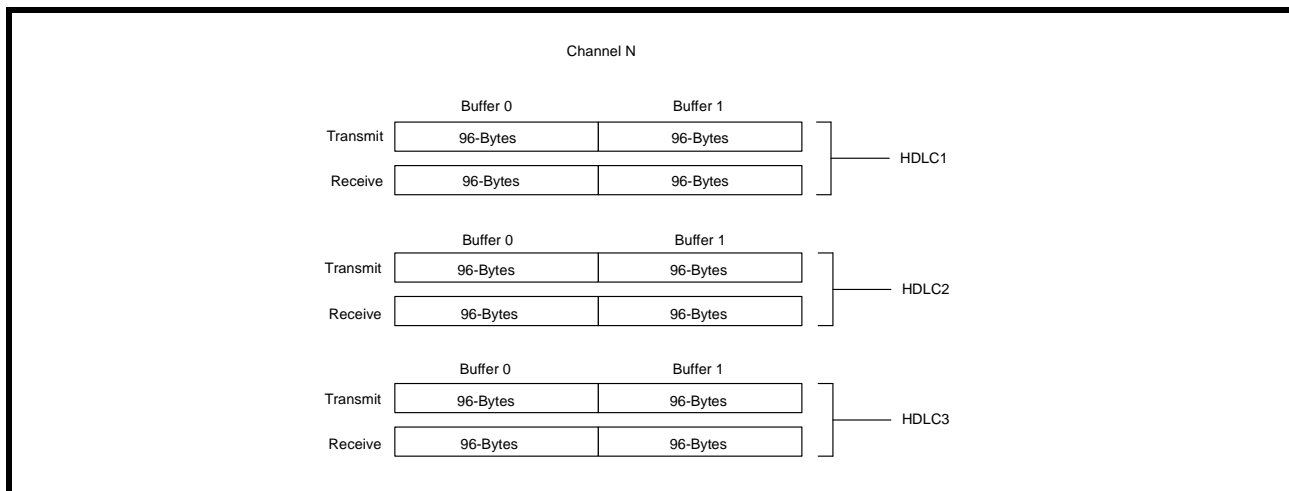 Channel N
Buffer 0 Buffer 1
Transmit 96-Bytes 96-Bytes
HDLC1
Receive 96-Bytes 96-Bytes
Buffer 0 Buffer 1
Transmit 96-Bytes 96-Bytes
HDLC2
Receive 96-Bytes 96-Bytes
Buffer 0 Buffer 1
Transmit 96-Bytes 96-Bytes
HDLC3
Receive 96-Bytes 96-Bytes